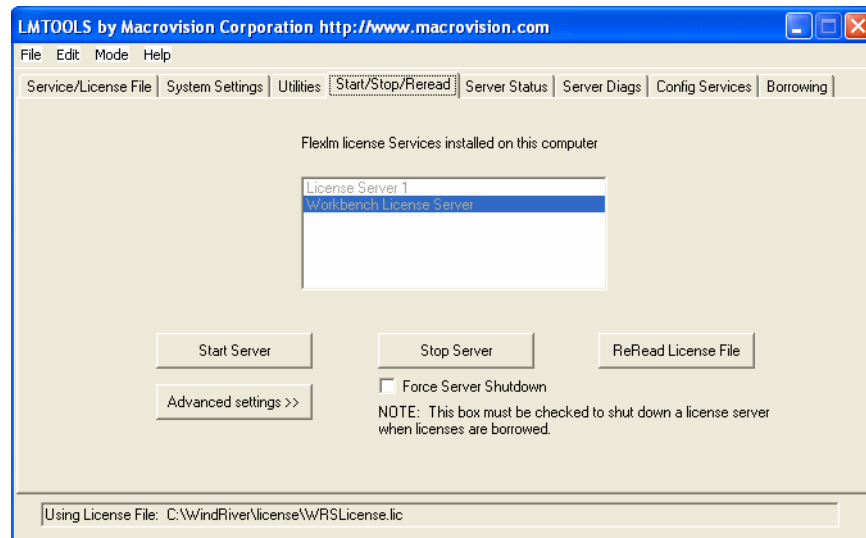 LMTOOLS by Macrovision Corporation http://www.macrovision.com
File Edit Mode Help
Service/License File System Settings Utilities Start/Stop/Reread Server Status Server Diags Config Services Borrowing
Flexlm license Services installed on this computer
License Server 1
Workbench License Server
Start Server Stop Server ReRead License File
Advanced settings >> Force Server Shutdown
NOTE: This box must be checked to shut down a license server
when licenses are borrowed.
Using License File: C:\WindRiver\license\WRSLicense.lic